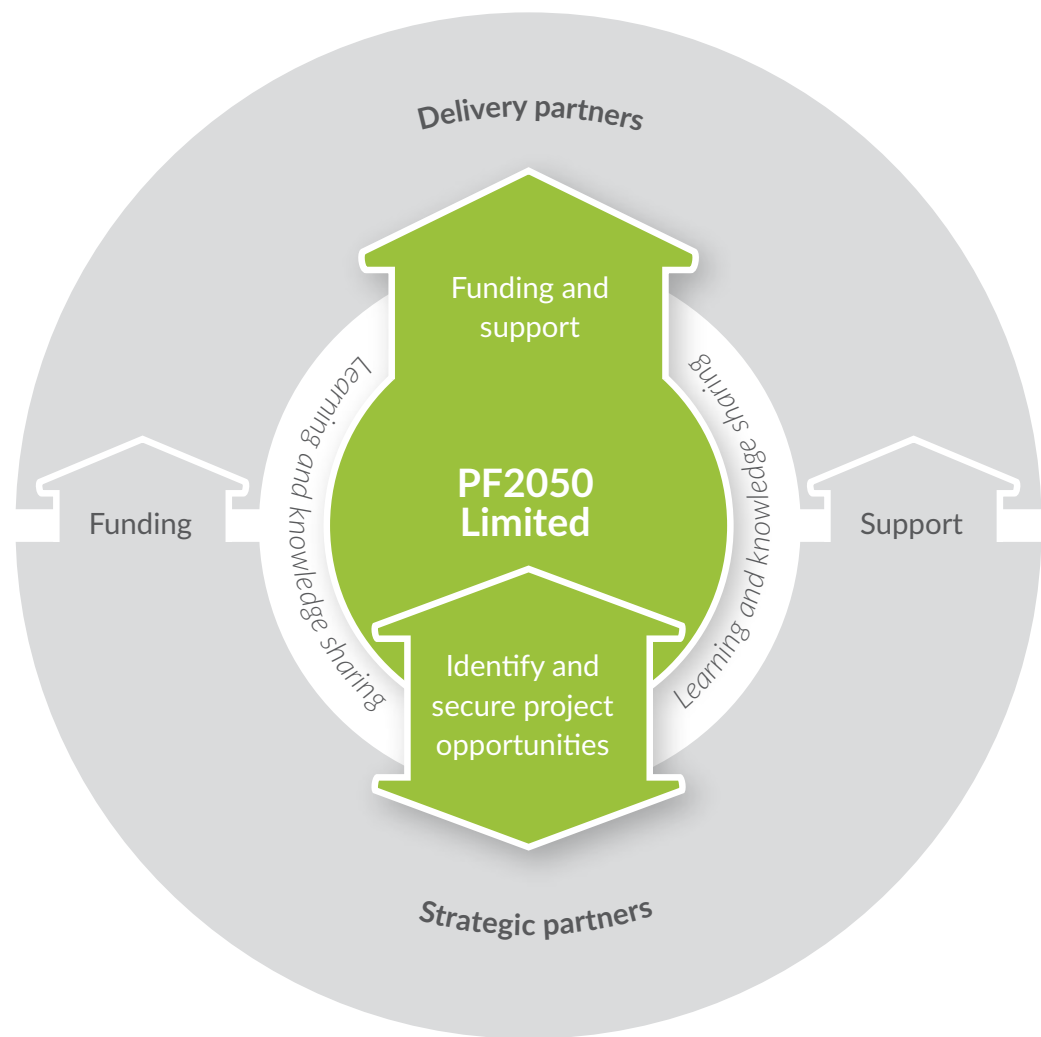 Delivery partners
Funding and
support
Learning and knowledge sharing
Learning and knowledge sharing
PF2050
Limited
Funding
Support
Identify and
secure project
opportunities
Strategic partners